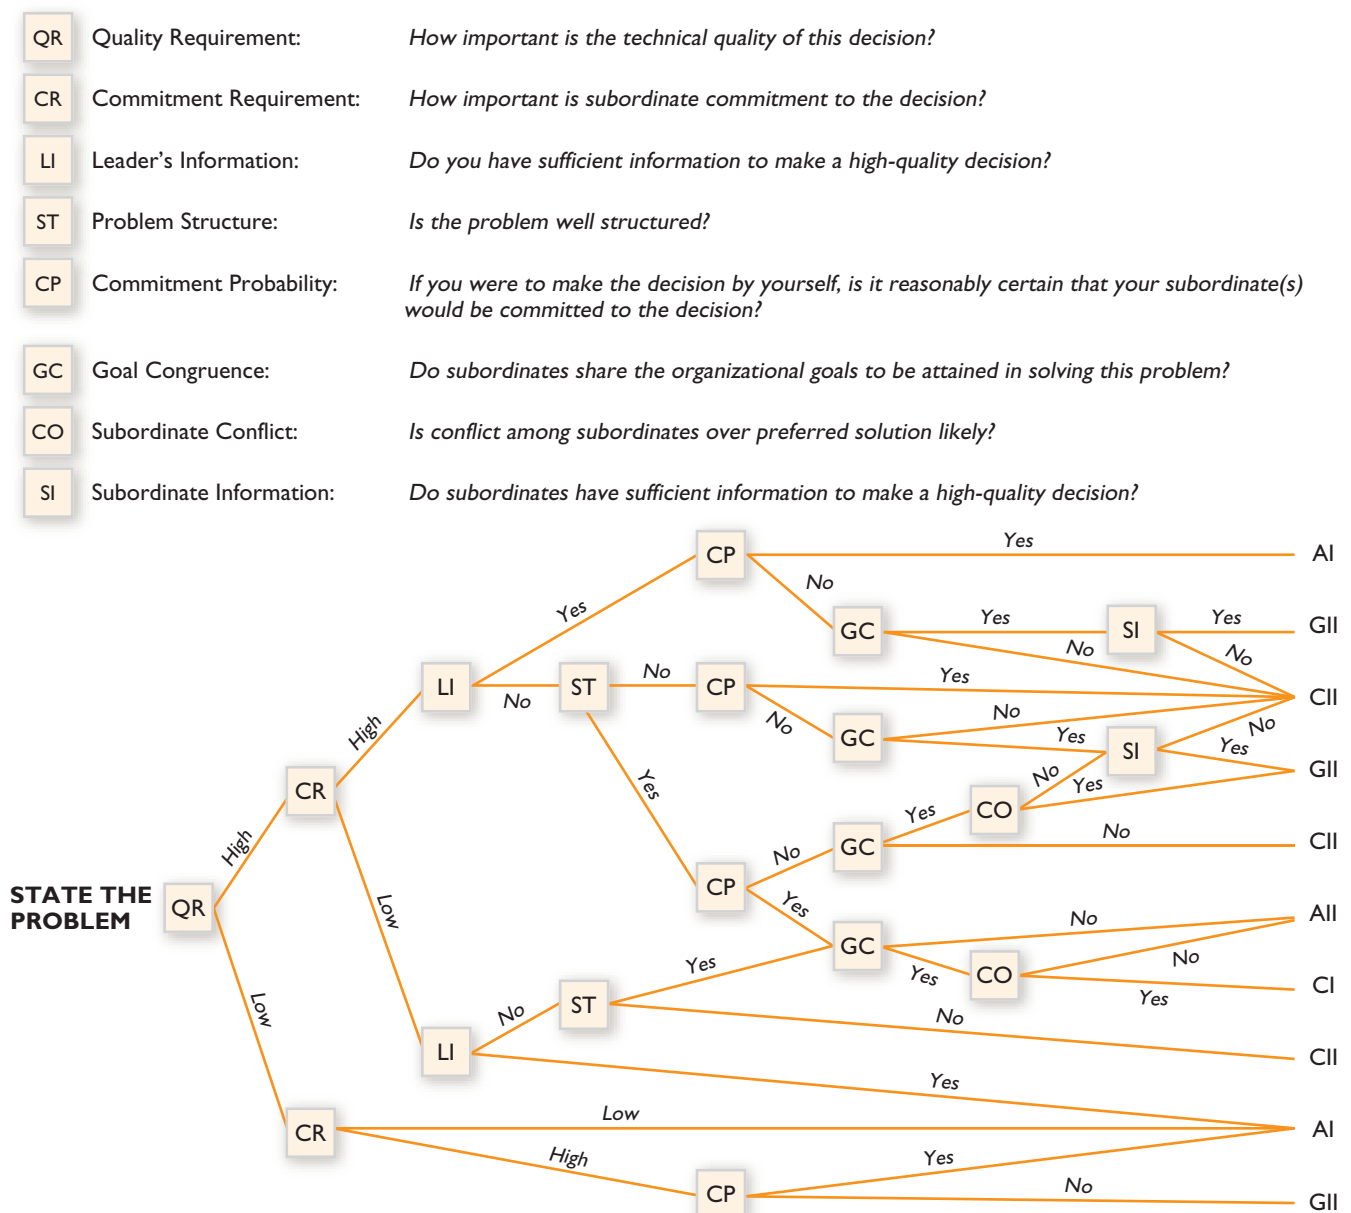 QR Quality Requirement: How important is the technical quality of this decision?
CR Commitment Requirement: How important is subordinate commitment to the decision?
LI Leader's Information: Do you have sufficient information to make a high-quality decision?
ST Problem Structure: Is the problem well structured?
CP Commitment Probability: If you were to make the decision by yourself, is it reasonably certain that your subordinate(s)
would be committed to the decision?
GC Goal Congruence: Do subordinates share the organizational goals to be attained in solving this problem?
CO Subordinate Conflict: Is conflict among subordinates over preferred solution likely?
SI Subordinate Information: Do subordinates have sufficient information to make a high-quality decision?
CP Yes AI
No
Yes
GC Yes SI Yes GII
No No
LI No ST No CP Yes CII
No
GC No No
Yes SI Yes GII
High
Yes
No
CR CO Yes
Yes
GC No CII
No
High
CP
Yes
STATE THE
PROBLEM
QR
Low
No AII
GC
Yes Yes CO No
Yes CI
Low
No ST No
LI CII
Yes
CR Low AI
High Yes
CP No GII